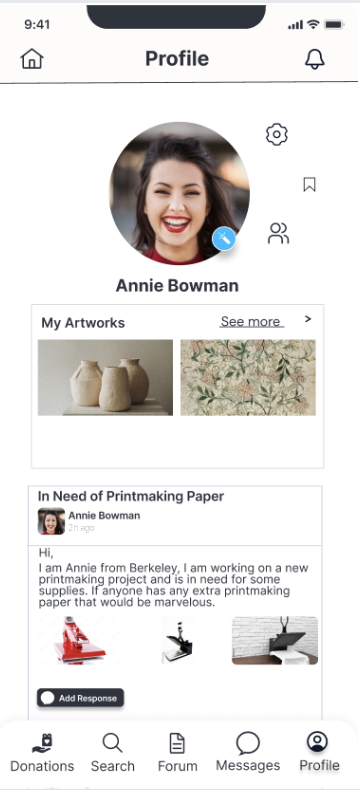 9:41
Profile
Annie Bowman
My Artworks
See more >
In Need of Printmaking Paper
Annie Bowman
2h ago
Hi,
I am Annie from Berkeley, I am working on a new
printmaking project and is in need for some
supplies. If anyone has any extra printmaking
paper that would be marvelous.
Add Response
Donations Search Forum Messages Profile